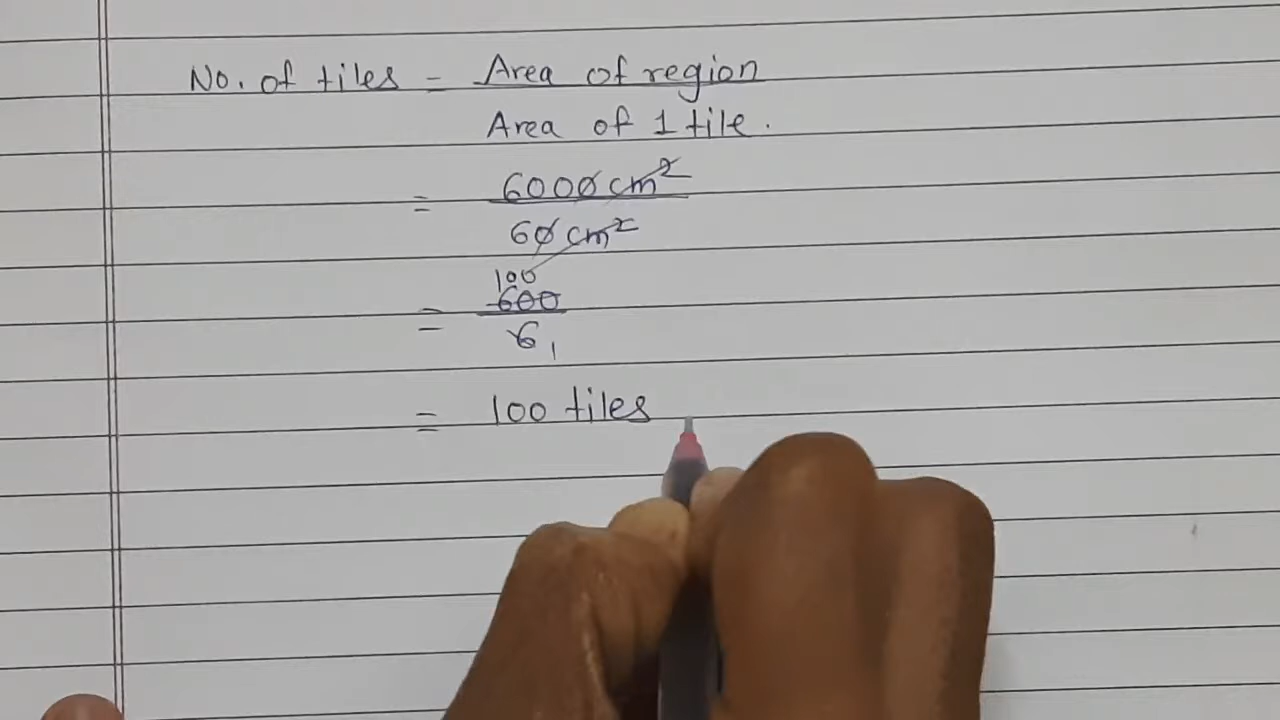 No. of tiles = Area of region
Area of 1 tile.
= 6000 cm²
60 cm²
100
= 600
6 1
= 100 tiles